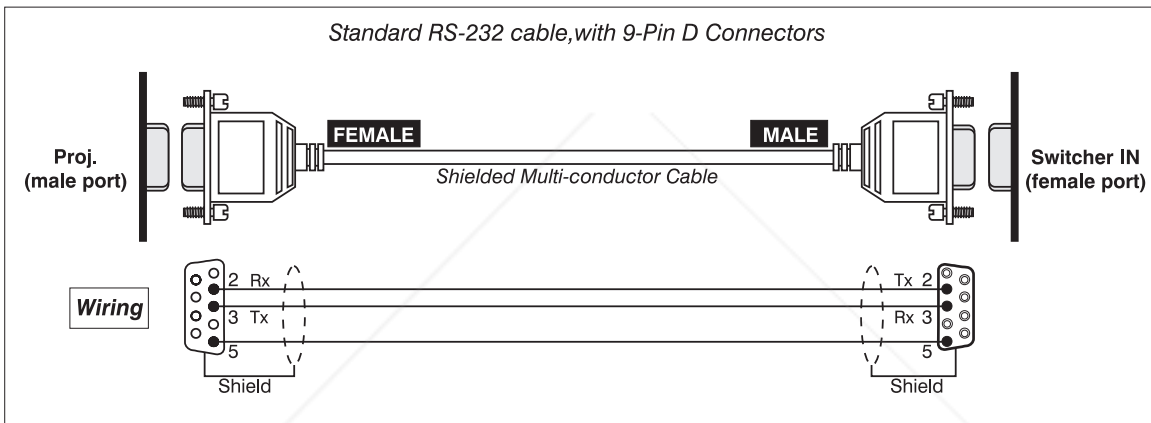 Standard RS-232 cable,with 9-Pin D Connectors
FEMALE
MALE
Proj.
(male port)
Shielded Multi-conductor Cable
Switcher IN
(female port)
Wiring
2 Rx
3 Tx
5
Shield
Tx 2
Rx 3
5
Shield